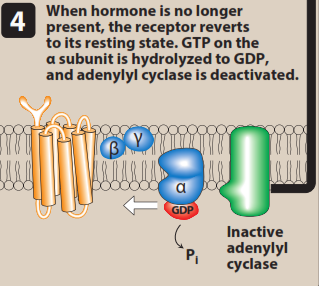 4
When hormone is no longer
present, the receptor reverts
to its resting state. GTP on the
α subunit is hydrolyzed to GDP,
and adenylyl cyclase is deactivated.
β γ
α
GDP
Pi
Inactive
adenylyl
cyclase